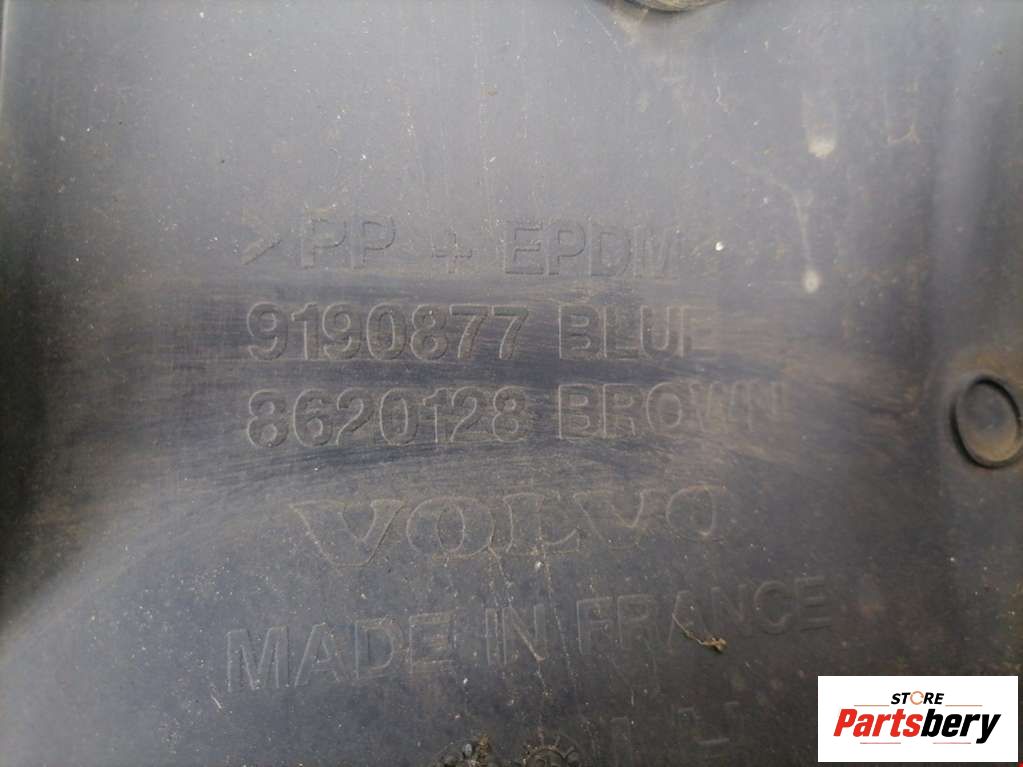 >PP + EPDM
9190877 BLUE
8620128 BROWN
VOLVO
MADE IN FRANCE
STORE
Partsbery